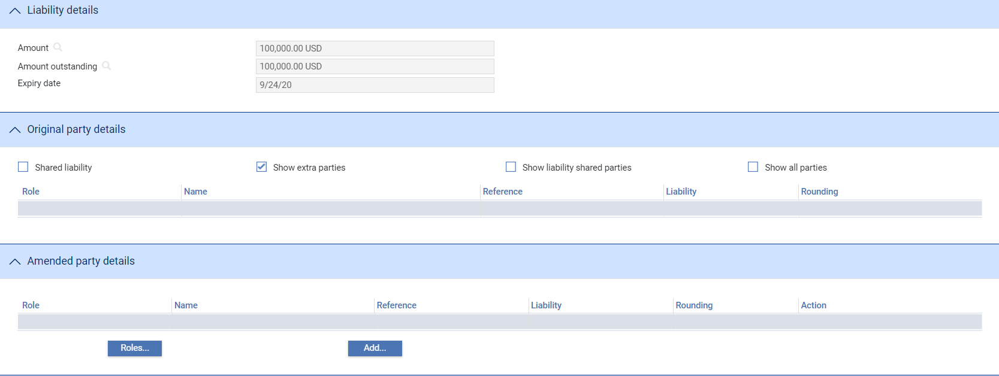 Liability details
Amount
100,000.00 USD
Amount outstanding
100,000.00 USD
Expiry date
9/24/20
Original party details
Shared liability Show extra parties Show liability shared parties Show all parties
Role Name Reference Liability Rounding
Amended party details
Role Name Reference Liability Rounding Action
Roles... Add...